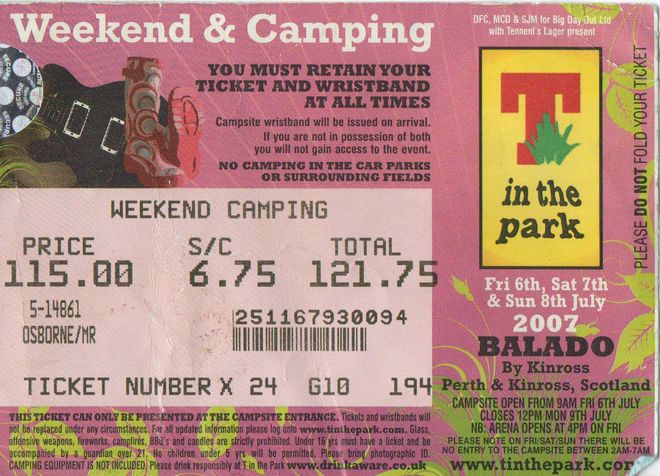 Weekend & Camping
YOU MUST RETAIN YOUR
TICKET AND WRISTBAND
AT ALL TIMES
Campsite wristband will be issued on arrival.
If you are not in possession of both
you will not gain access to the event.
NO CAMPING IN THE CAR PARKS
OR SURROUNDING FIELDS
WEEKEND CAMPING
PRICE S/C TOTAL
115.00 6.75 121.75
5-14861
OSBORNE/MR
251167930094
TICKET NUMBER X 24 G10 194
THIS TICKET CAN ONLY BE PRESENTED AT THE CAMPSITE ENTRANCE. Tickets and wristbands will
not be replaced under any circumstances. For all updated information please log onto www.tinthepark.com. Glass,
offensive weapons, fireworks, campfires, BBQ's and candles are strictly prohibited. Under 16 yrs must have a ticket and be
accompanied by a guardian over 21. No children under 5 yrs will be permitted. Please bring photographic ID.
CAMPING EQUIPMENT IS NOT INCLUDED. Please drink responsibly at T in the Park www.drinkaware.co.uk
DFC, MCD & SJM for Big Day Out Ltd
with Tennent's Lager present
T
in the
park
Fri 6th, Sat 7th
& Sun 8th July
2007
BALADO
By Kinross
Perth & Kinross, Scotland
CAMPSITE OPEN FROM 9AM FRI 6TH JULY
CLOSES 12PM MON 9TH JULY
NB: ARENA OPENS AT 4PM ON FRI
PLEASE NOTE ON FRI/SAT/SUN THERE WILL BE
NO ENTRY TO THE CAMPSITE BETWEEN 2AM-7AM
www.tinthepark.com
PLEASE DO NOT FOLD YOUR TICKET